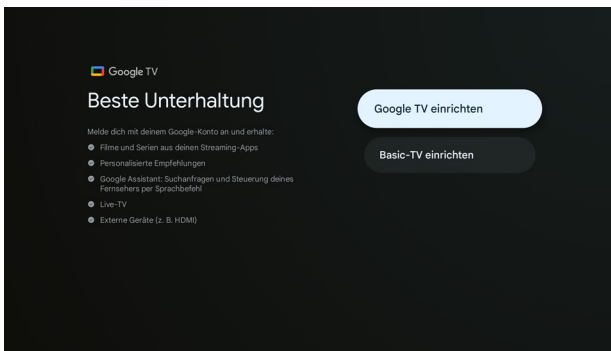 Google TV
Beste Unterhaltung
Melde dich mit deinem Google-Konto an und erhalte:
Filme und Serien aus deinen Streaming-Apps
Personalisierte Empfehlungen
Google Assistant: Suchanfragen und Steuerung deines
Fernsehers per Sprachbefehl
Live-TV
Externe Geräte (z. B. HDMI)
Google TV einrichten
Basic-TV einrichten